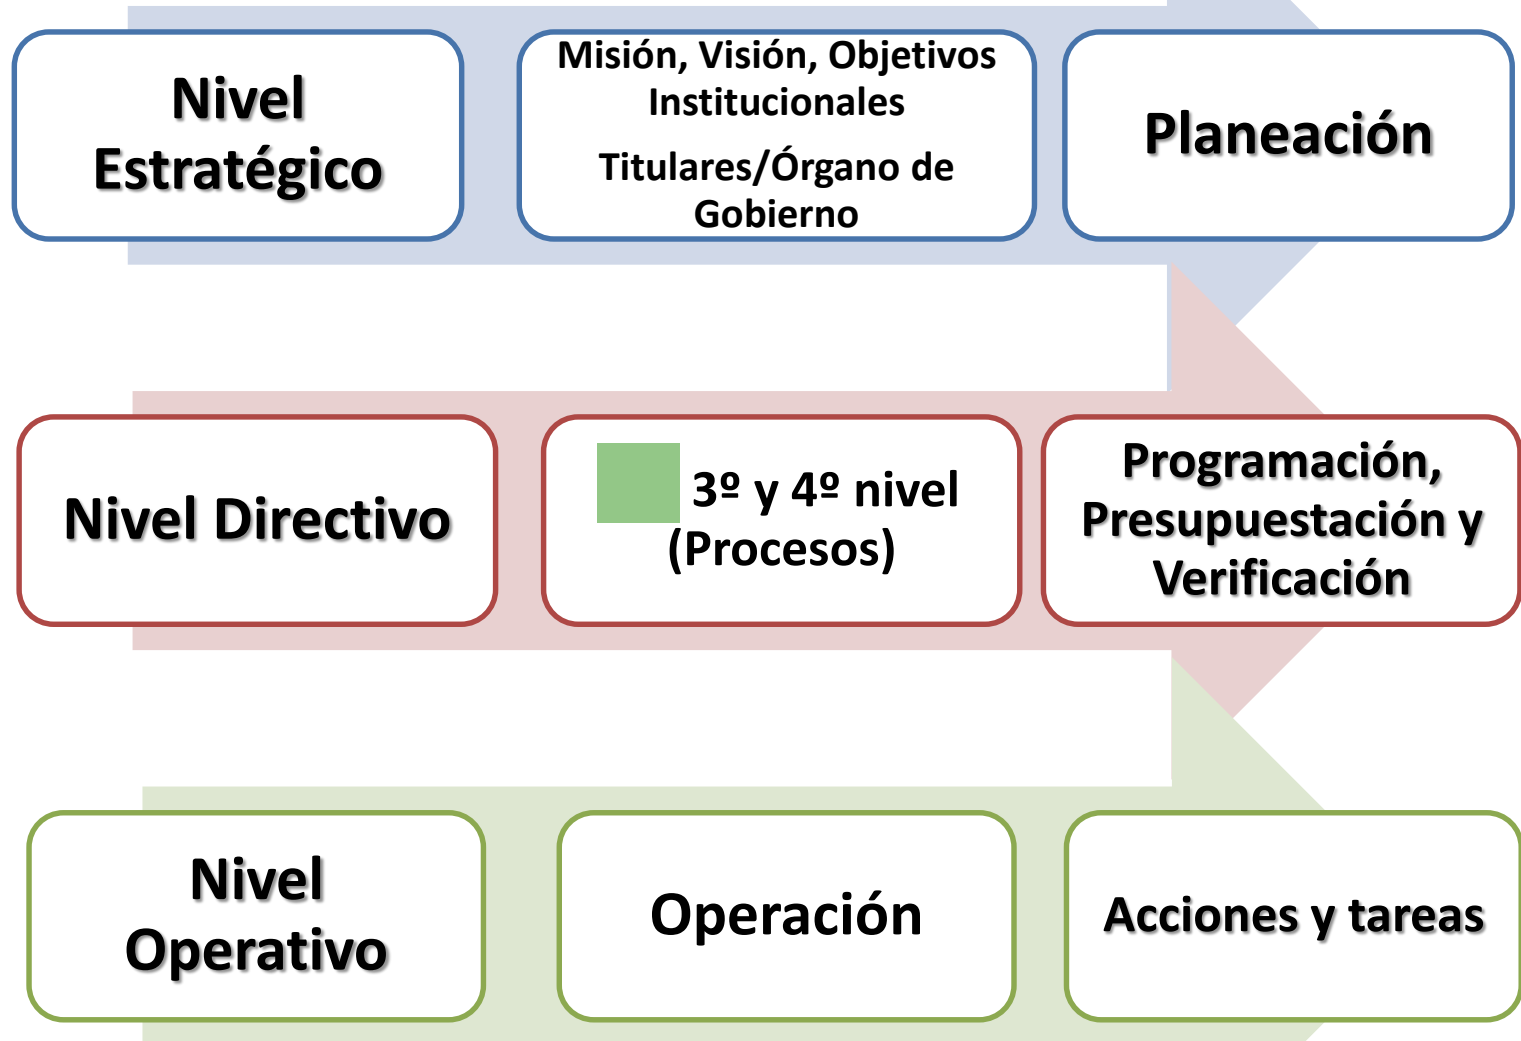 Nivel
Estratégico
Misión, Visión, Objetivos
Institucionales
Titulares/Órgano de
Gobierno
Planeación
Nivel Directivo
3º y 4º nivel
(Procesos)
Programación,
Presupuestación y
Verificación
Nivel
Operativo
Operación
Acciones y tareas